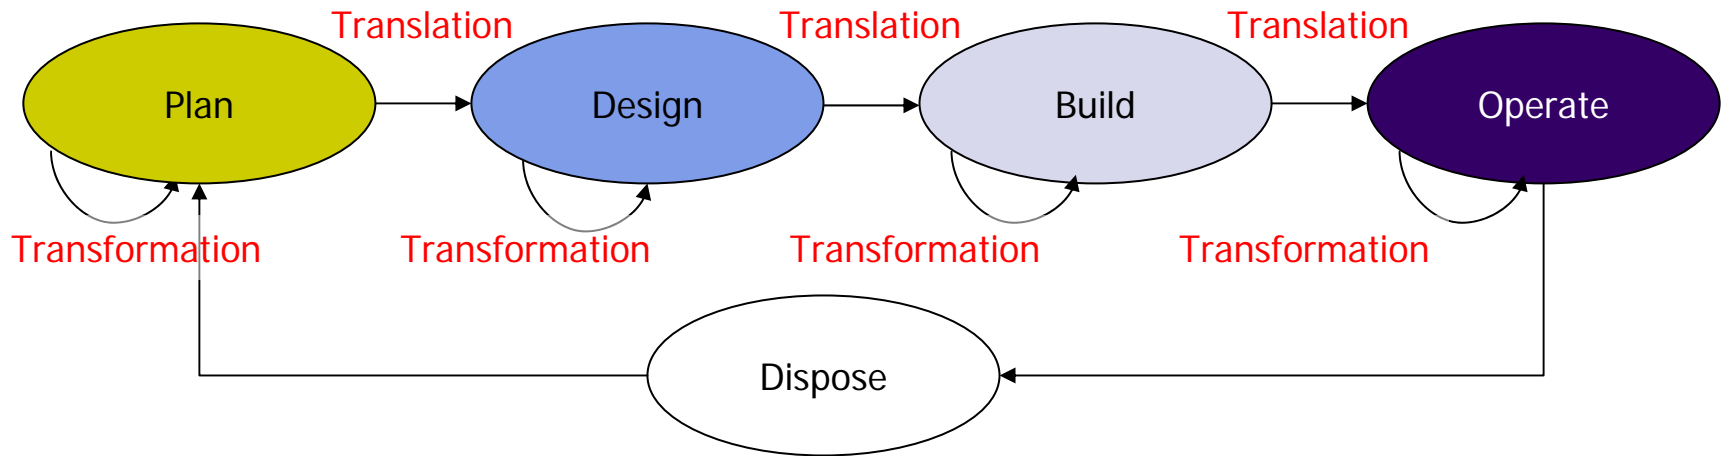 Translation Translation Translation
Plan Design Build Operate
Transformation Transformation Transformation Transformation
Dispose